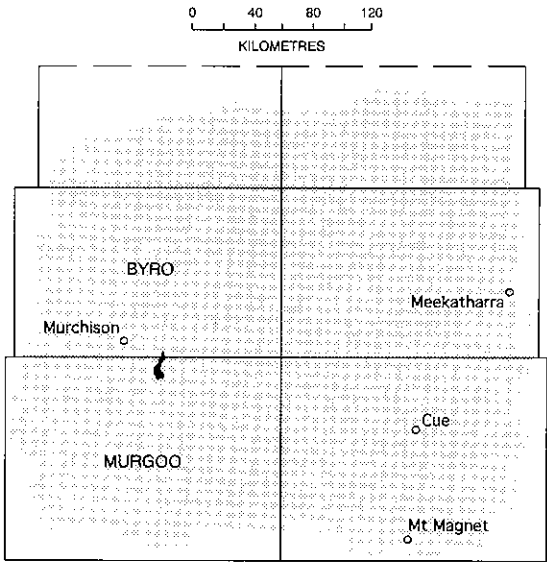 0 40 80 120
KILOMETRES
BYRO
Meekatharra
Murchison
Cue
MURGOO
Mt Magnet